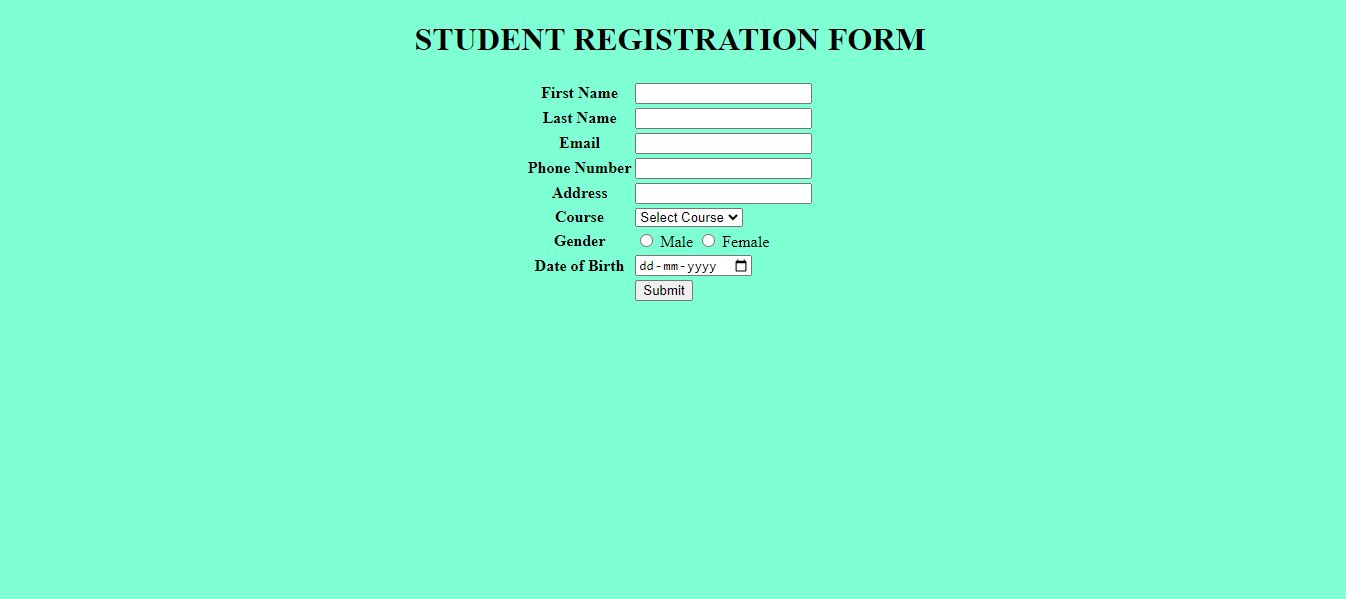 STUDENT REGISTRATION FORM
First Name
Last Name
Email
Phone Number
Address
Course Select Course
Gender Male Female
Date of Birth dd-mm-yyyy
Submit